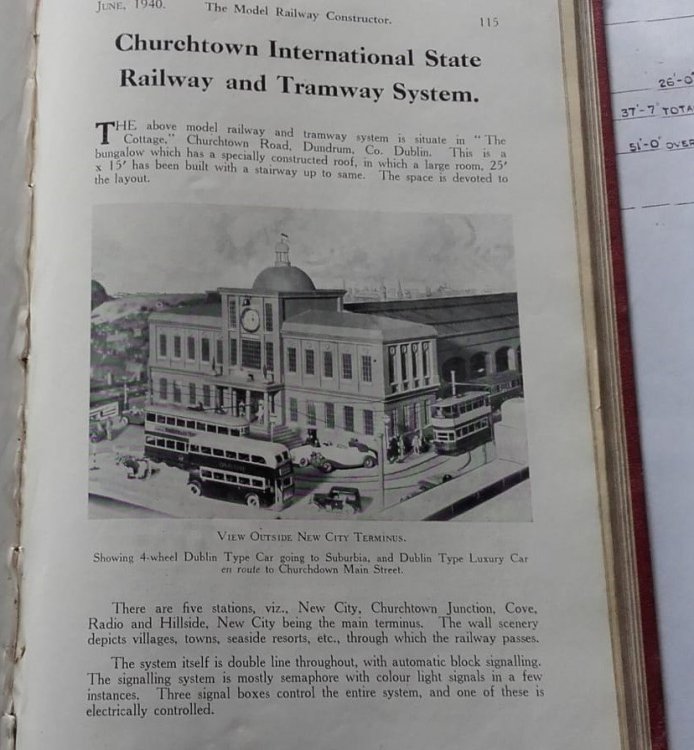 JUNE, 1940.
The Model Railway Constructor.
115
Churchtown International State
Railway and Tramway System.
THE above model railway and tramway system is situate in "The
Cottage," Churchtown Road, Dundrum, Co. Dublin. This is a
bungalow which has a specially constructed roof, in which a large room, 25'
x 15' has been built with a stairway up to same. The space is devoted to
the layout.
VIEW OUTSIDE NEW CITY TERMINUS.
Showing 4-wheel Dublin Type Car going to Suburbia, and Dublin Type Luxury Car
en route to Churchdown Main Street.
There are five stations, viz., New City, Churchtown Junction, Cove,
Radio and Hillside, New City being the main terminus. The wall scenery
depicts villages, towns, seaside resorts, etc., through which the railway passes.
The system itself is double line throughout, with automatic block signalling.
The signalling system is mostly semaphore with colour light signals in a few
instances. Three signal boxes control the entire system, and one of these is
electrically controlled.
26'-0"
37'-7" TOTA
51'-0" OVER